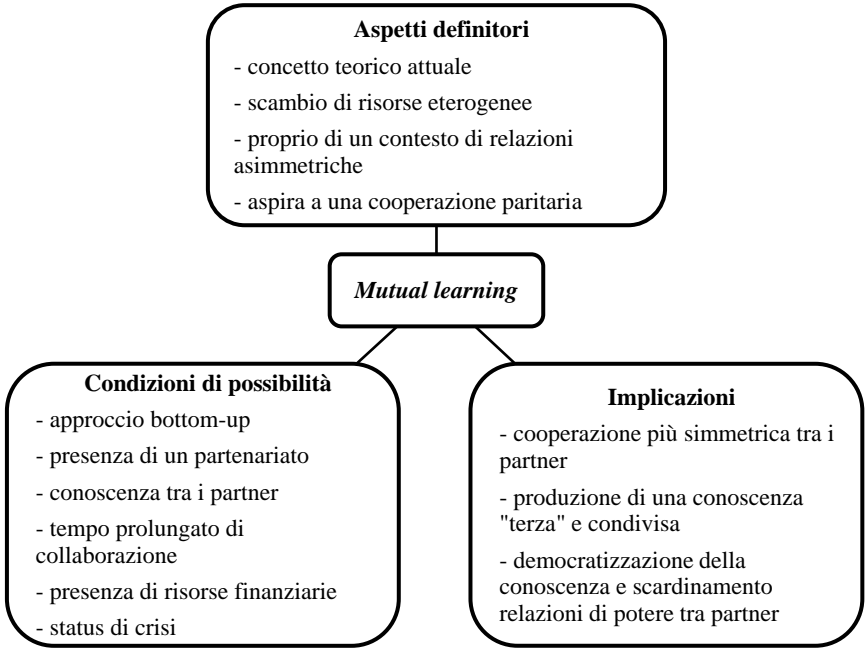 Aspetti definitori
- concetto teorico attuale
- scambio di risorse eterogenee
- proprio di un contesto di relazioni
asimmetriche
- aspira a una cooperazione paritaria
Mutual learning
Condizioni di possibilità
- approccio bottom-up
- presenza di un partenariato
- conoscenza tra i partner
- tempo prolungato di
collaborazione
- presenza di risorse finanziarie
- status di crisi
Implicazioni
- cooperazione più simmetrica tra i
partner
- produzione di una conoscenza
"terza" e condivisa
- democratizzazione della
conoscenza e scardinamento
relazioni di potere tra partner